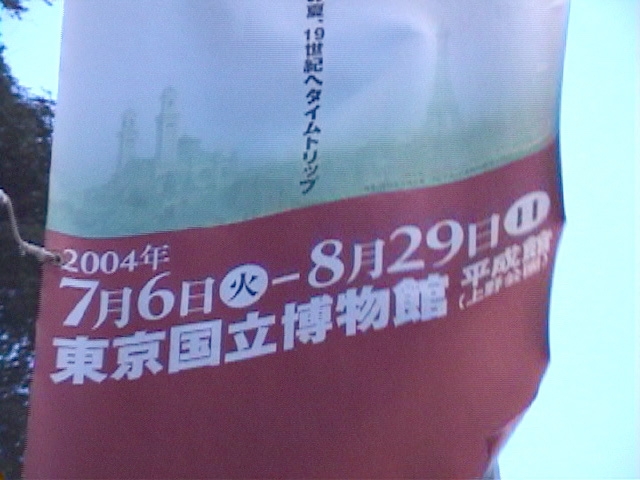 夏、19世紀へタイムトリップ
2004年
7月6日火-8月29日日
東京国立博物館 平成館
(上野公園)